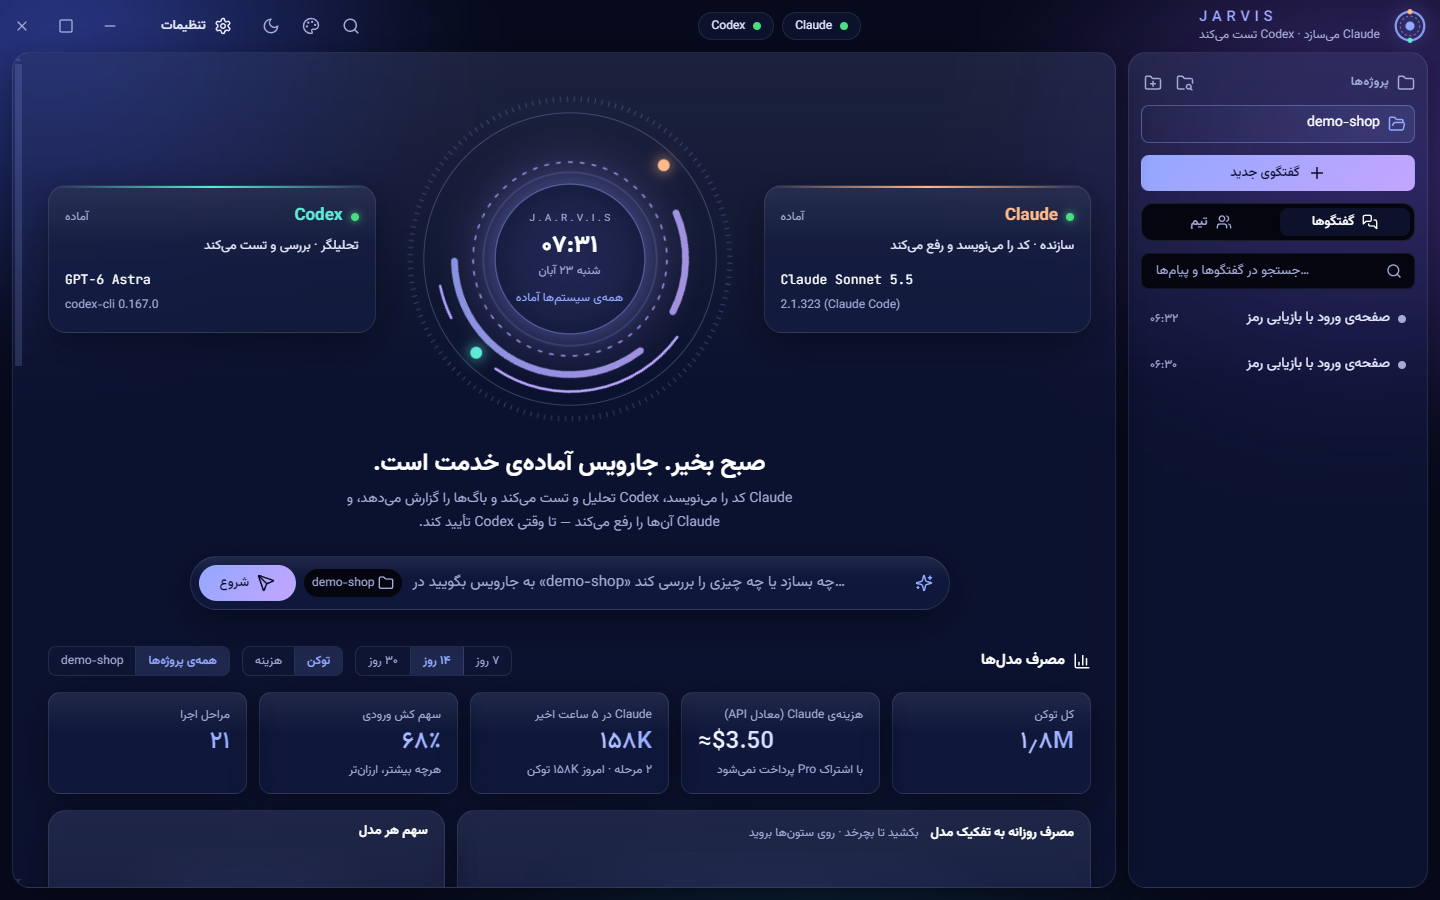 JARVIS
Claude می‌سازد · Codex تست می‌کند
Claude
Codex
تنظیمات
پروژه‌ها
demo-shop
گفتگوی جدید
گفتگوها
تیم
جستجو در گفتگوها و پیام‌ها…
صفحه‌ی ورود با بازیابی رمز
۰۶:۳۲
صفحه‌ی ورود با بازیابی رمز
۰۶:۳۰
Claude
آماده
سازنده · کد را می‌نویسد و رفع می‌کند
Claude Sonnet 5.5
2.1.323 (Claude Code)
J.A.R.V.I.S
۰۷:۳۱
شنبه ۲۳ آبان
همه‌ی سیستم‌ها آماده
Codex
آماده
تحلیلگر · بررسی و تست می‌کند
GPT-6 Astra
codex-cli 0.167.0
صبح بخیر. جارویس آماده‌ی خدمت است.
Claude کد را می‌نویسد، Codex تحلیل و تست می‌کند و باگ‌ها را گزارش می‌دهد، و
Claude آن‌ها را رفع می‌کند — تا وقتی Codex تأیید کند.
به جارویس بگویید در «demo-shop» چه بسازد یا چه چیزی را بررسی کند…
demo-shop
شروع
مصرف مدل‌ها
۷ روز
۱۴ روز
۳۰ روز
توکن
هزینه
همه‌ی پروژه‌ها
demo-shop
کل توکن
۱٫۸M
هزینه‌ی Claude (معادل API)
≈$3.50
با اشتراک Pro پرداخت نمی‌شود
Claude در ۵ ساعت اخیر
۱۵۸K
۲ مرحله · امروز ۱۵۸K توکن
سهم کش ورودی
۶۸٪
هرچه بیشتر، ارزان‌تر
مراحل اجرا
۲۱
مصرف روزانه به تفکیک مدل
بکشید تا بچرخد · روی ستون‌ها بروید
سهم هر مدل